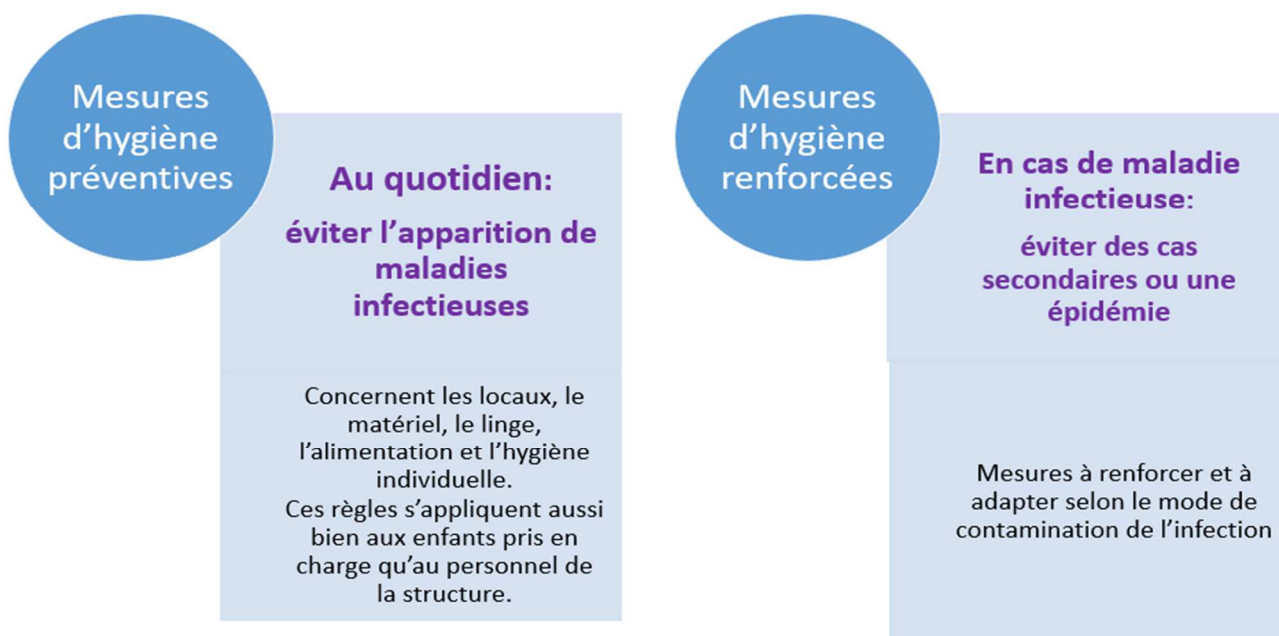 Mesures
d’hygiène
préventives
Au quotidien:
éviter l’apparition de
maladies
infectieuses
Concernent les locaux, le
matériel, le linge,
l’alimentation et l’hygiène
individuelle.
Ces règles s’appliquent aussi
bien aux enfants pris en
charge qu’au personnel de
la structure.
Mesures
d’hygiène
renforcées
En cas de maladie
infectieuse:
éviter des cas
secondaires ou une
épidémie
Mesures à renforcer et à
adapter selon le mode de
contamination de l’infection